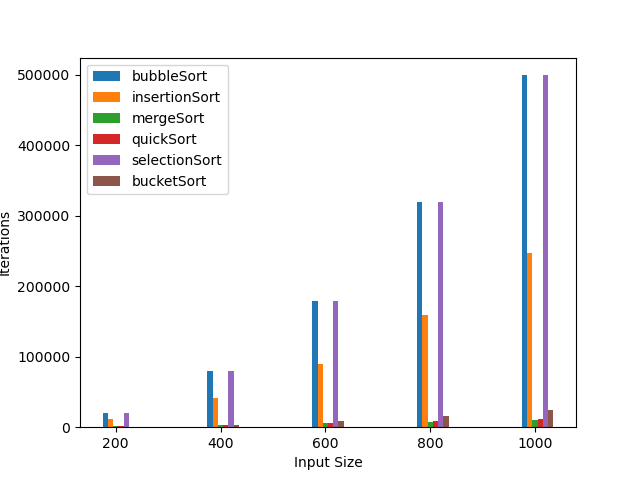 500000
400000
300000
200000
100000
0
Iterations
bubbleSort
insertionSort
mergeSort
quickSort
selectionSort
bucketSort
200 400 600 800 1000
Input Size